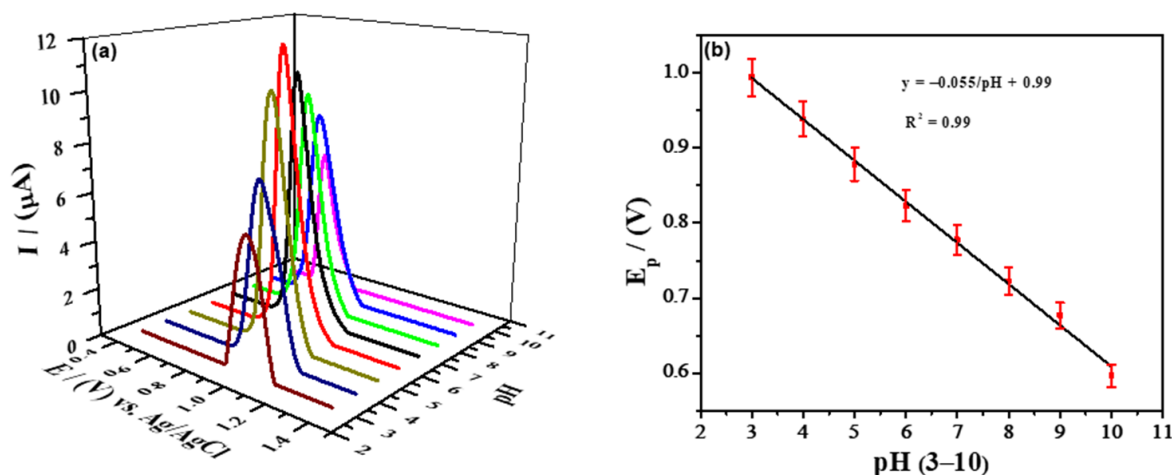 (a)
12
10
8
6
4
2
0
I / (µA)
0.4
0.6
0.8
1.0
1.2
1.4
E / (V) vs. Ag/AgCl
2
3
4
5
6
7
8
9
10
11
pH
(b)
y = –0.055/pH + 0.99
R² = 0.99
1.0
0.9
0.8
0.7
0.6
Ep / (V)
2 3 4 5 6 7 8 9 10 11
pH (3–10)